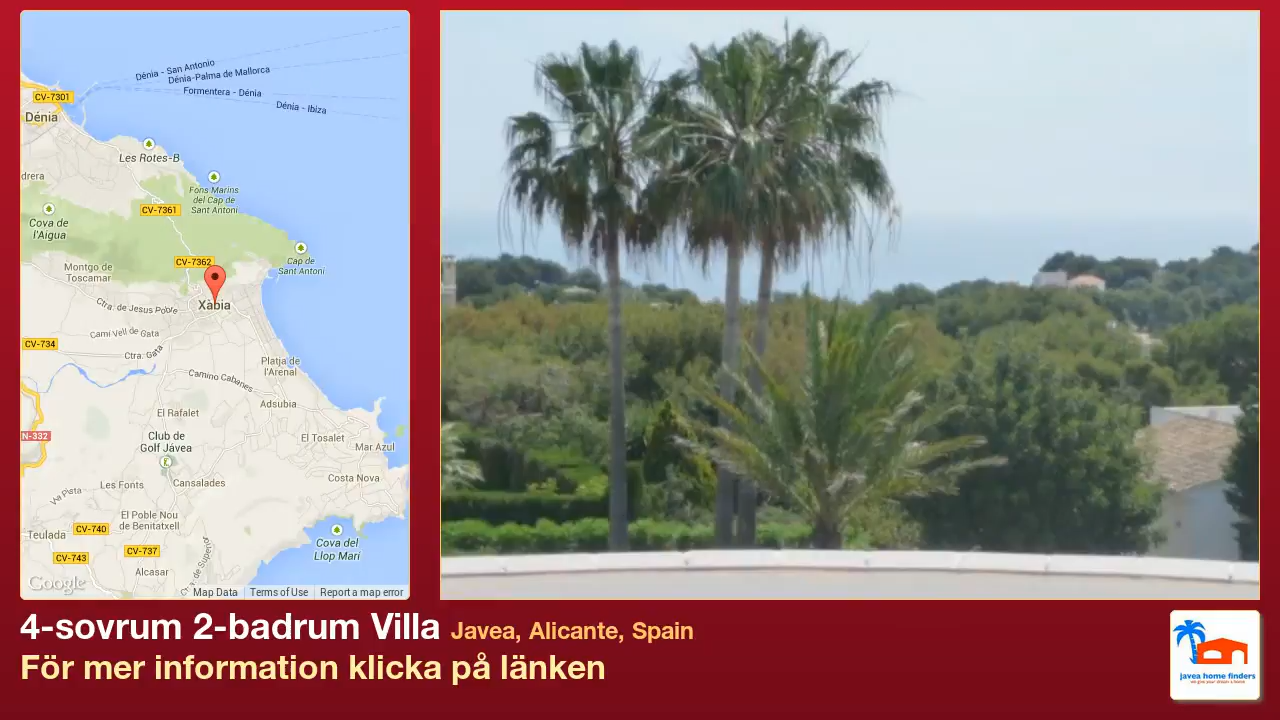 Dénia - San Antonio
Dénia-Palma de Mallorca
Formentera - Dénia
Dénia - Ibiza
CV-7301
Dénia
Les Rotes-B
drera
Fons Marins
del Cap de
Sant Antoni
CV-7361
Cova de
l'Aigua
Cap de
Sant Antoni
CV-7362
Montgo de
Toscamar
Xàbia
Ctra. de Jesus Poble
Camí Vell de Gata
CV-734
Ctra. Gata
Platja de
l'Arenal
Camino Cabanes
Adsubia
El Rafalet
N-332
Club de
Golf Jávea
El Tosalet
Mar Azul
Les Fonts
Cansalades
Costa Nova
Vía Pista
El Poble Nou
de Benitatxell
Teulada
CV-740
Cova del
Llop Marí
CV-743
CV-737
Alcasar
Google
Map Data
Terms of Use
Report a map error
4-sovrum 2-badrum Villa Javea, Alicante, Spain
För mer information klicka på länken
javea home finders